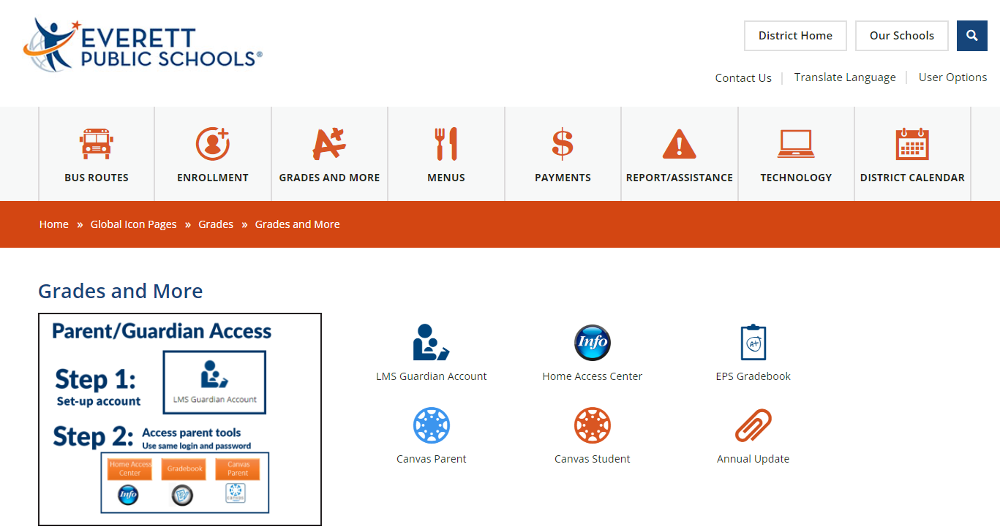 EVERETT
PUBLIC SCHOOLS®
District Home
Our Schools
Contact Us
Translate Language
User Options
BUS ROUTES
ENROLLMENT
GRADES AND MORE
MENUS
PAYMENTS
REPORT/ASSISTANCE
TECHNOLOGY
DISTRICT CALENDAR
Home » Global Icon Pages » Grades » Grades and More
Grades and More
Parent/Guardian Access
Step 1:
Set-up account
LMS Guardian Account
Step 2:
Access parent tools
Use same login and password
Home Access
Center
Gradebook
Canvas
Parent
Info
canvas
LMS Guardian Account
Info
Home Access Center
A+
EPS Gradebook
Canvas Parent
Canvas Student
Annual Update